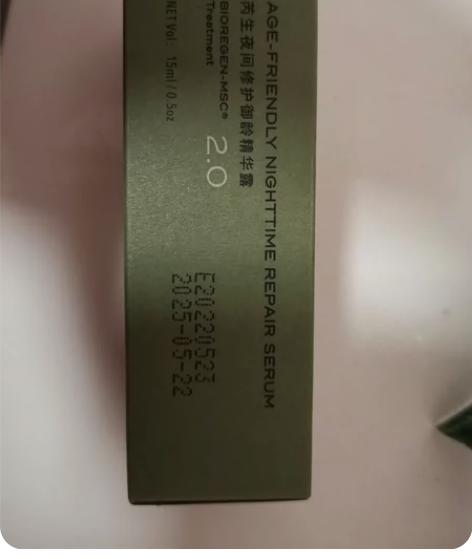 AGE-FRIENDLY NIGHTTIME REPAIR SERUM
芮生夜间修护御龄精华露
BIOREGEN-MSC®
Treatment
2.0
NET Vol: 15ml/0.5oz
E20220523
2025-05-22